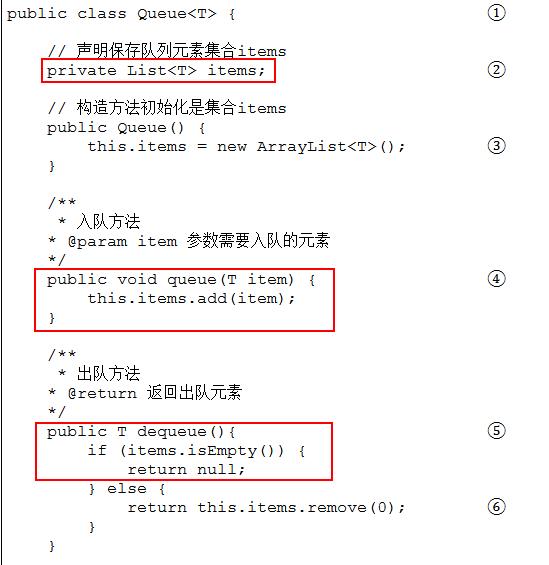 public class Queue<T> { ①
// 声明保存队列元素集合items
private List<T> items; ②
// 构造方法初始化是集合items
public Queue() {
this.items = new ArrayList<T>(); ③
}
/**
* 入队方法
* @param item 参数需要入队的元素
*/
public void queue(T item) { ④
this.items.add(item);
}
/**
* 出队方法
* @return 返回出队元素
*/
public T dequeue(){ ⑤
if (items.isEmpty()) {
return null;
} else {
return this.items.remove(0); ⑥
}
}